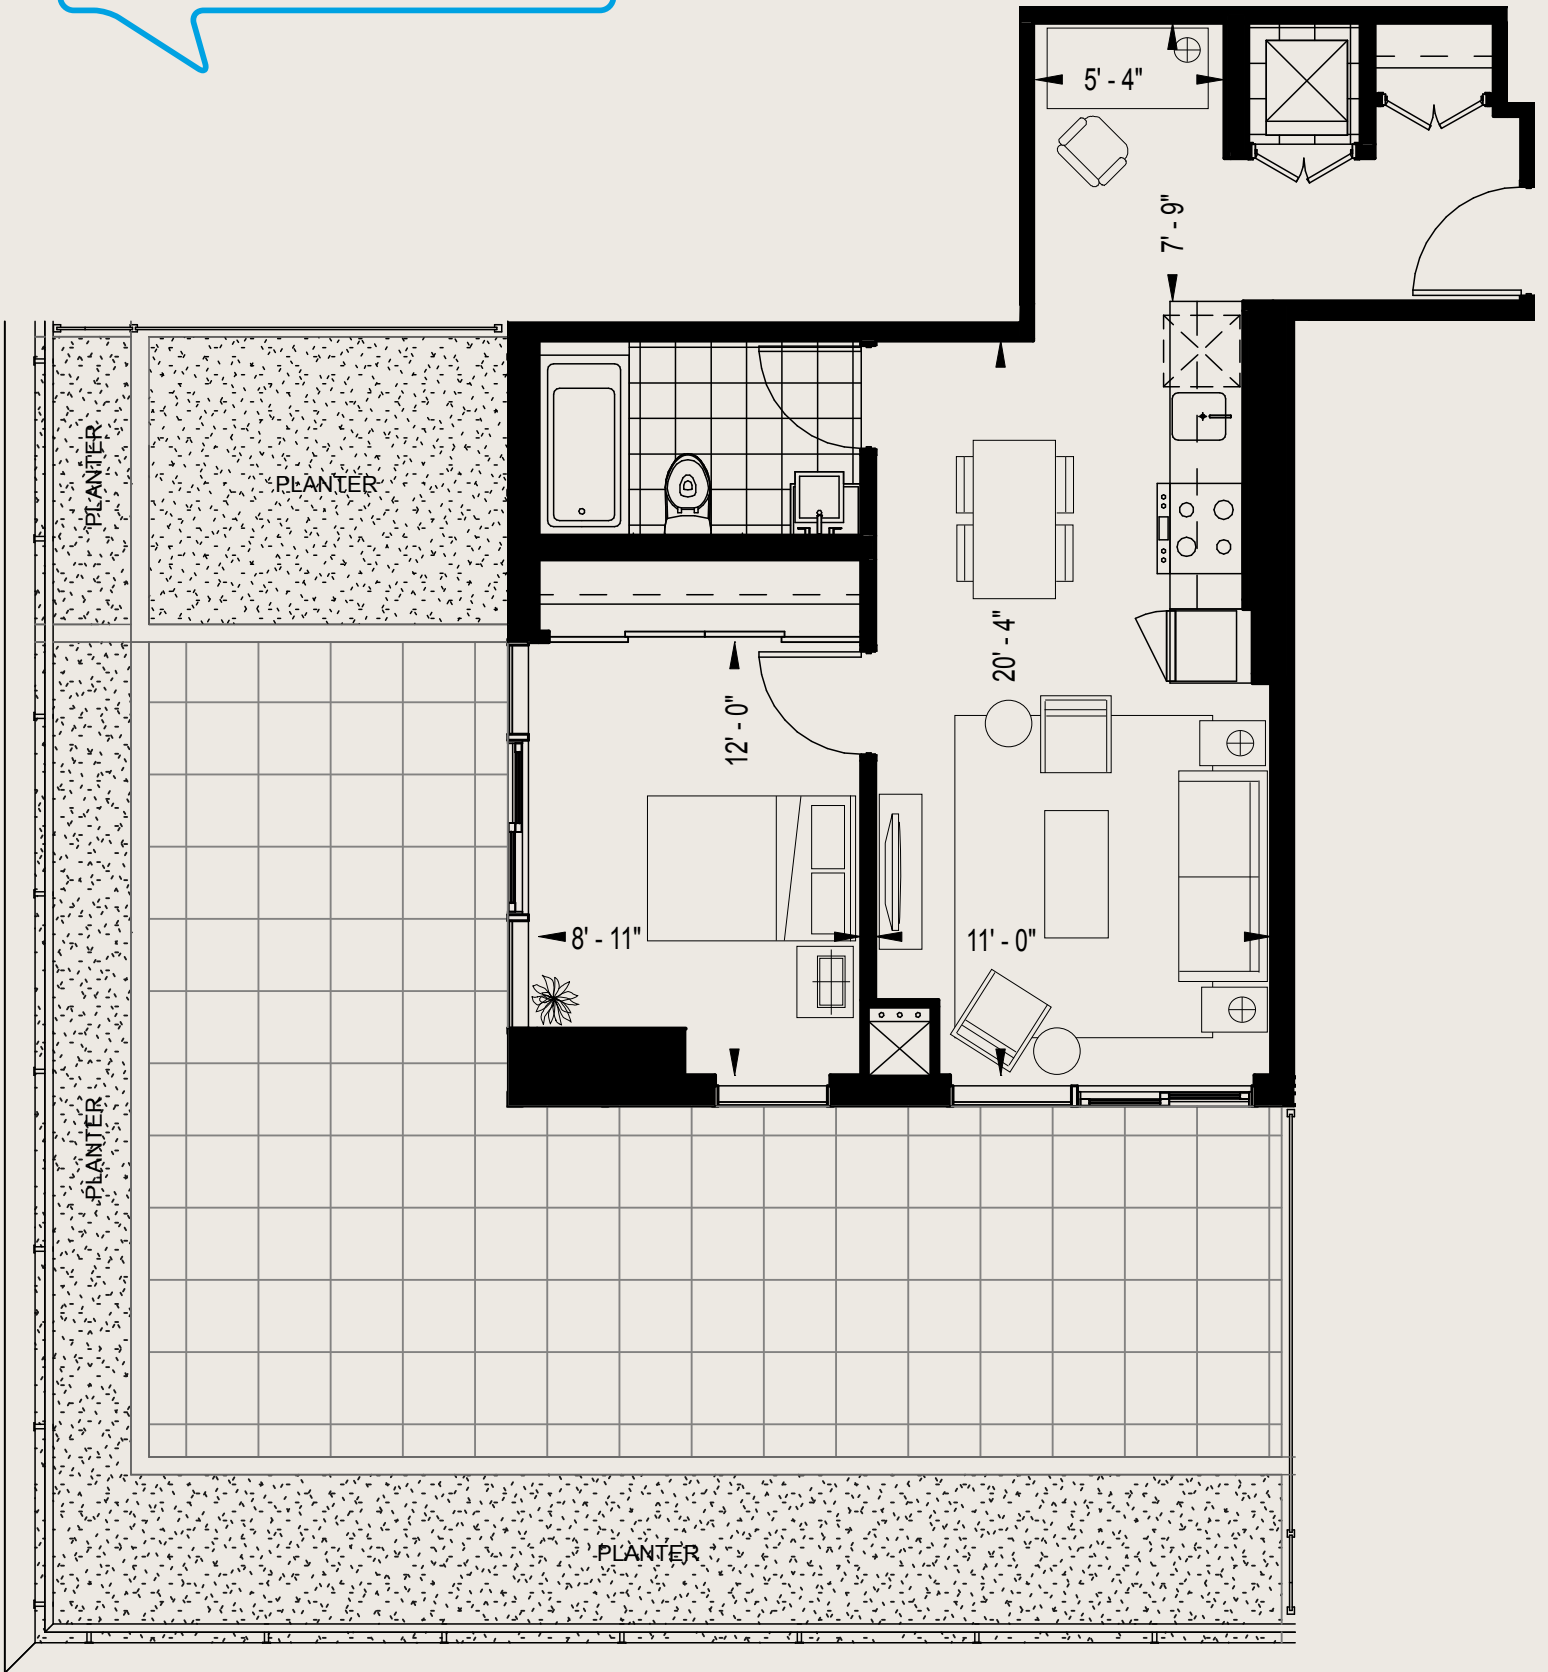 5' - 4"
7' - 9"
PLANTER
PLANTER
20' - 4"
12' - 0"
8' - 11"
11' - 0"
PLANTER
PLANTER